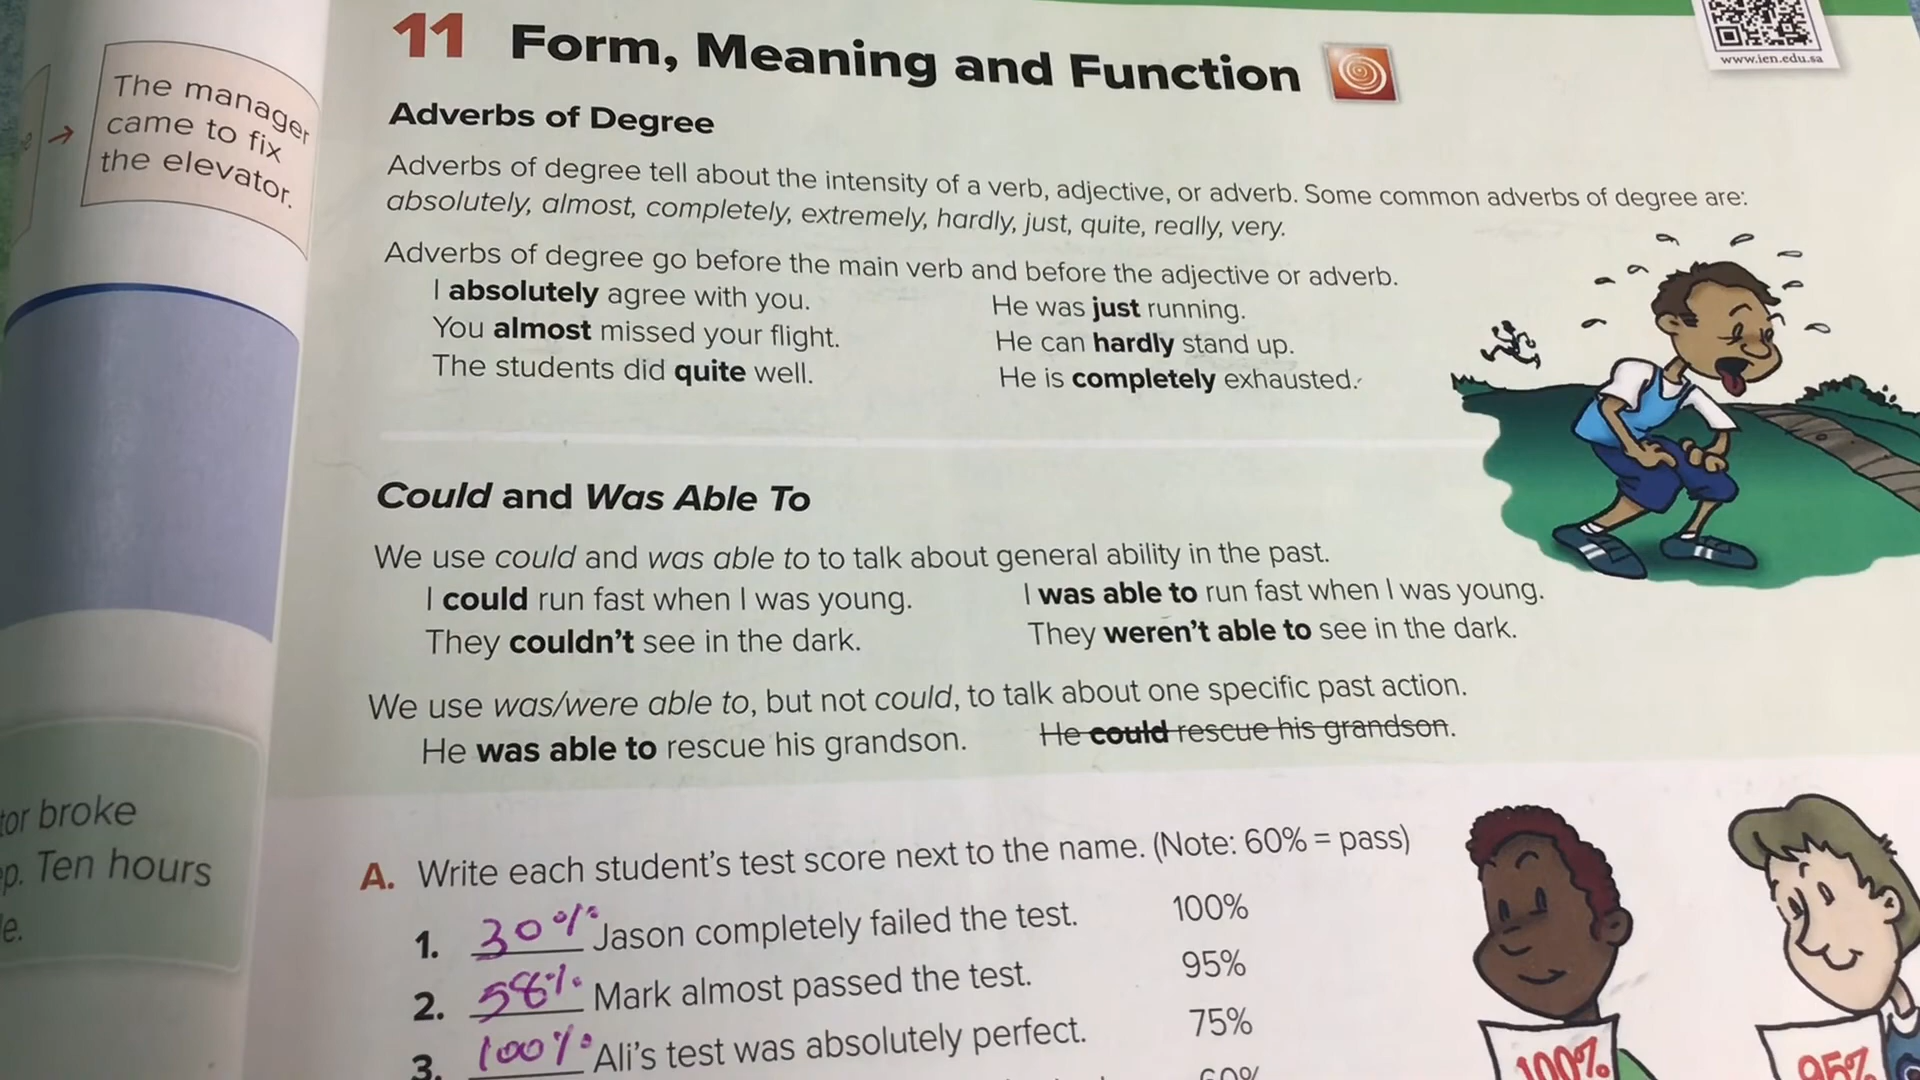 The manager
came to fix
the elevator.
tor broke
p. Ten hours
e.
11 Form, Meaning and Function
www.ien.edu.sa
Adverbs of Degree
Adverbs of degree tell about the intensity of a verb, adjective, or adverb. Some common adverbs of degree are:
absolutely, almost, completely, extremely, hardly, just, quite, really, very.
Adverbs of degree go before the main verb and before the adjective or adverb.
I absolutely agree with you.
You almost missed your flight.
The students did quite well.
He was just running.
He can hardly stand up.
He is completely exhausted.
Could and Was Able To
We use could and was able to to talk about general ability in the past.
I could run fast when I was young.
They couldn't see in the dark.
I was able to run fast when I was young.
They weren't able to see in the dark.
We use was/were able to, but not could, to talk about one specific past action.
He was able to rescue his grandson.
He could rescue his grandson.
A. Write each student's test score next to the name. (Note: 60% = pass)
1. 30% Jason completely failed the test.
2. 58% Mark almost passed the test.
3. 100% Ali's test was absolutely perfect.
100%
95%
75%
60%
100%
95%